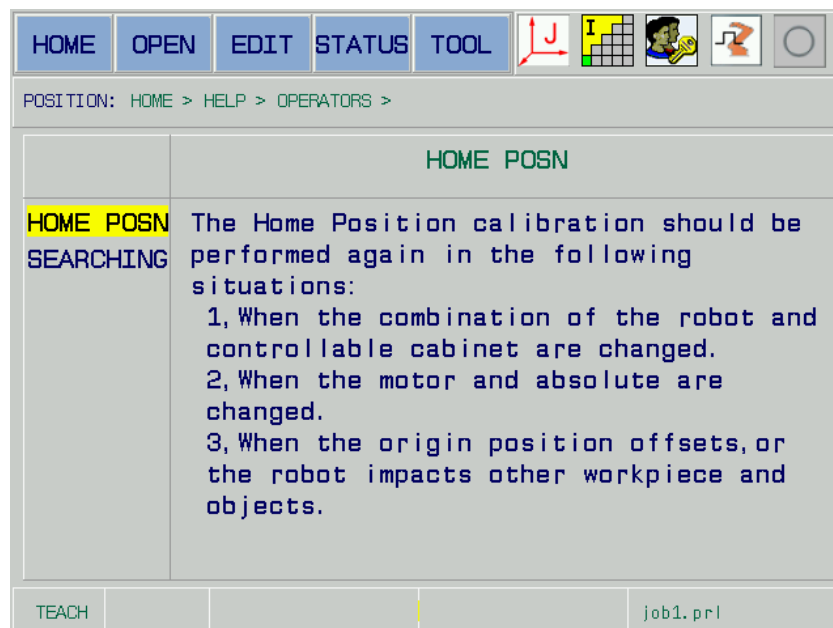 HOME OPEN EDIT STATUS TOOL J I
POSITION: HOME > HELP > OPERATORS >
HOME POSN
HOME POSN
SEARCHING
The Home Position calibration should be
performed again in the following
situations:
1,When the combination of the robot and
controllable cabinet are changed.
2,When the motor and absolute are
changed.
3,When the origin position offsets,or
the robot impacts other workpiece and
objects.
TEACH job1.prl